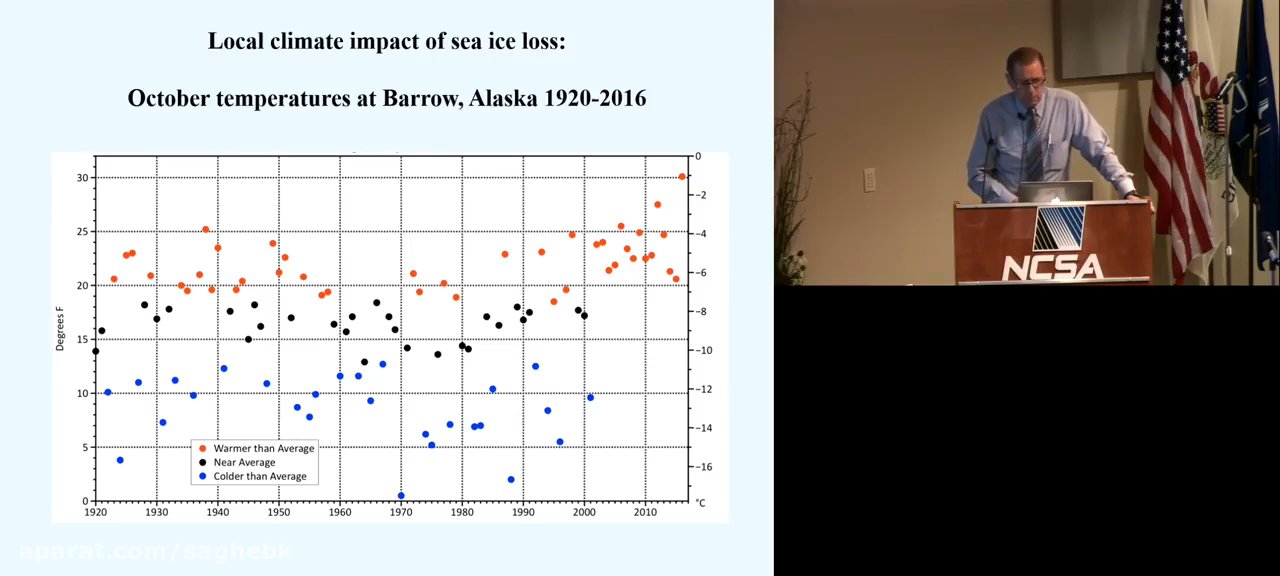 Local climate impact of sea ice loss:
October temperatures at Barrow, Alaska 1920-2016
Degrees F
30
25
20
15
10
5
0
0
−2
−4
−6
−8
−10
−12
−14
−16
°C
1920
1930
1940
1950
1960
1970
1980
1990
2000
2010
Warmer than Average
Near Average
Colder than Average
NCSA
aparat.com/saghebk